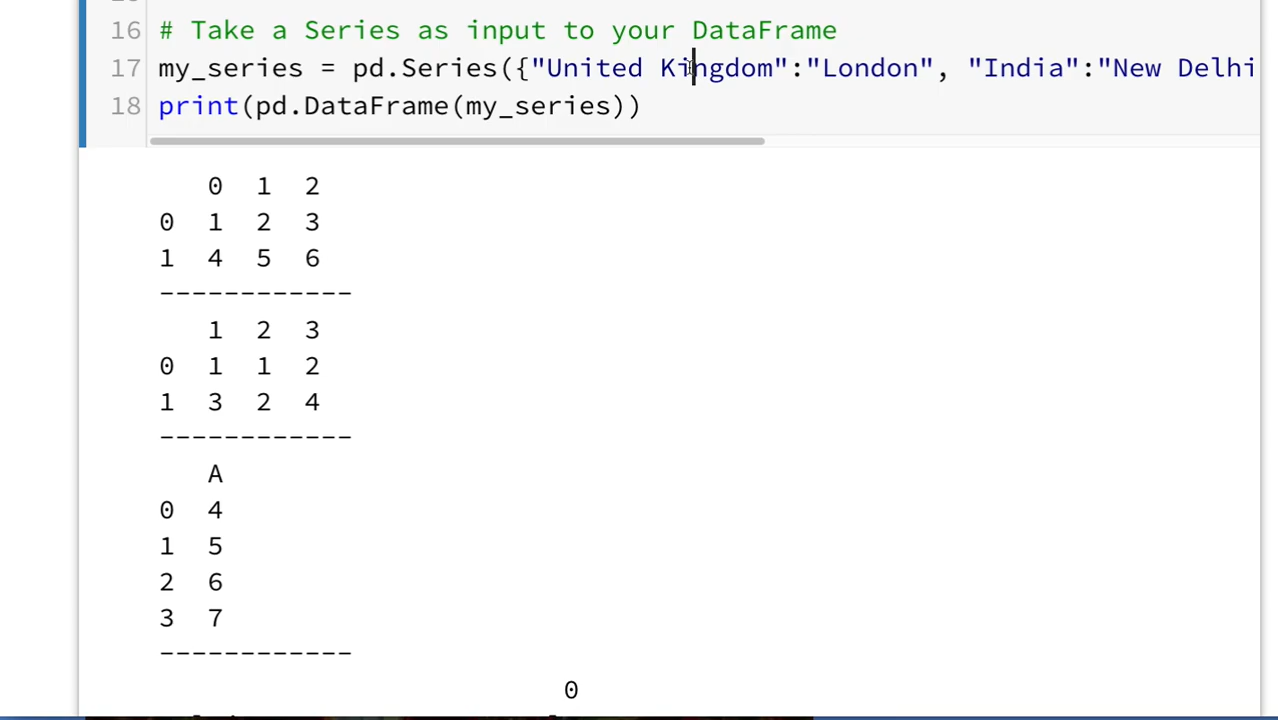 16 # Take a Series as input to your DataFrame
17 my_series = pd.Series({"United Kingdom":"London", "India":"New Delhi
18 print(pd.DataFrame(my_series))
0 1 2
0 1 2 3
1 4 5 6
------------
1 2 3
0 1 1 2
1 3 2 4
------------
A
0 4
1 5
2 6
3 7
------------
0